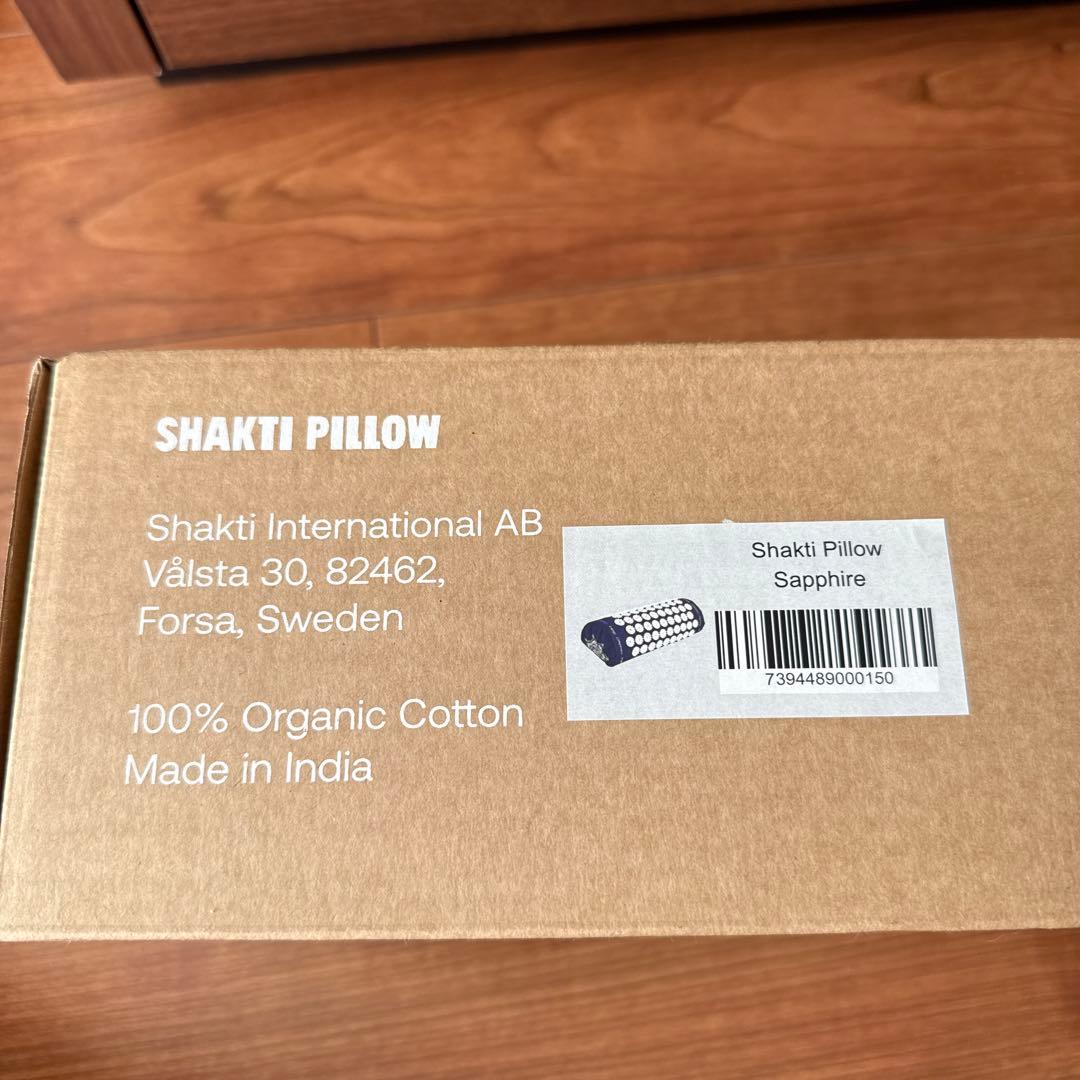 SHAKTI PILLOW
Shakti International AB
Vålsta 30, 82462,
Forsa, Sweden
100% Organic Cotton
Made in India
Shakti Pillow
Sapphire
7394489000150